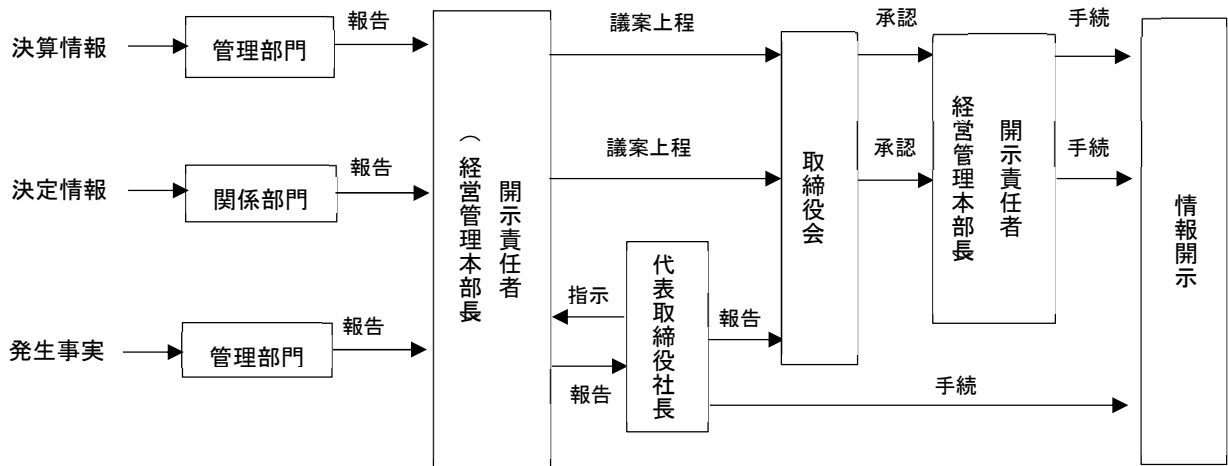 決算情報
管理部門
報告
議案上程
承認
手続
決定情報
関係部門
報告
議案上程
承認
手続
発生事実
管理部門
報告
開示責任者
（経営管理本部長
指示
報告
代表取締役社長
報告
手続
取締役会
開示責任者
経営管理本部長
情報開示